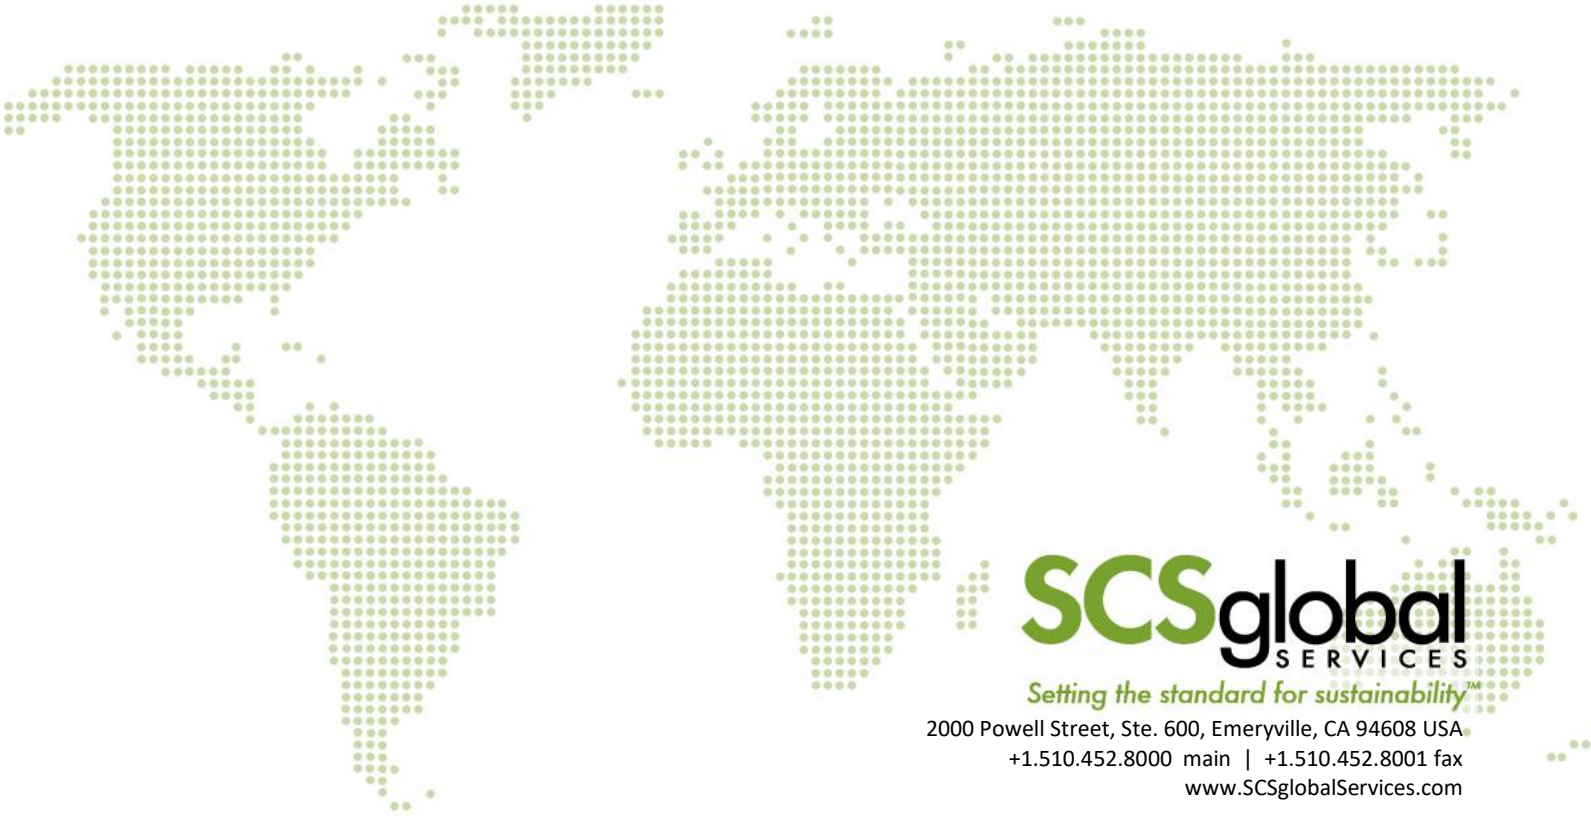 SCSglobal
SERVICES
Setting the standard for sustainability™
2000 Powell Street, Ste. 600, Emeryville, CA 94608 USA
+1.510.452.8000 main | +1.510.452.8001 fax
www.SCSglobalServices.com